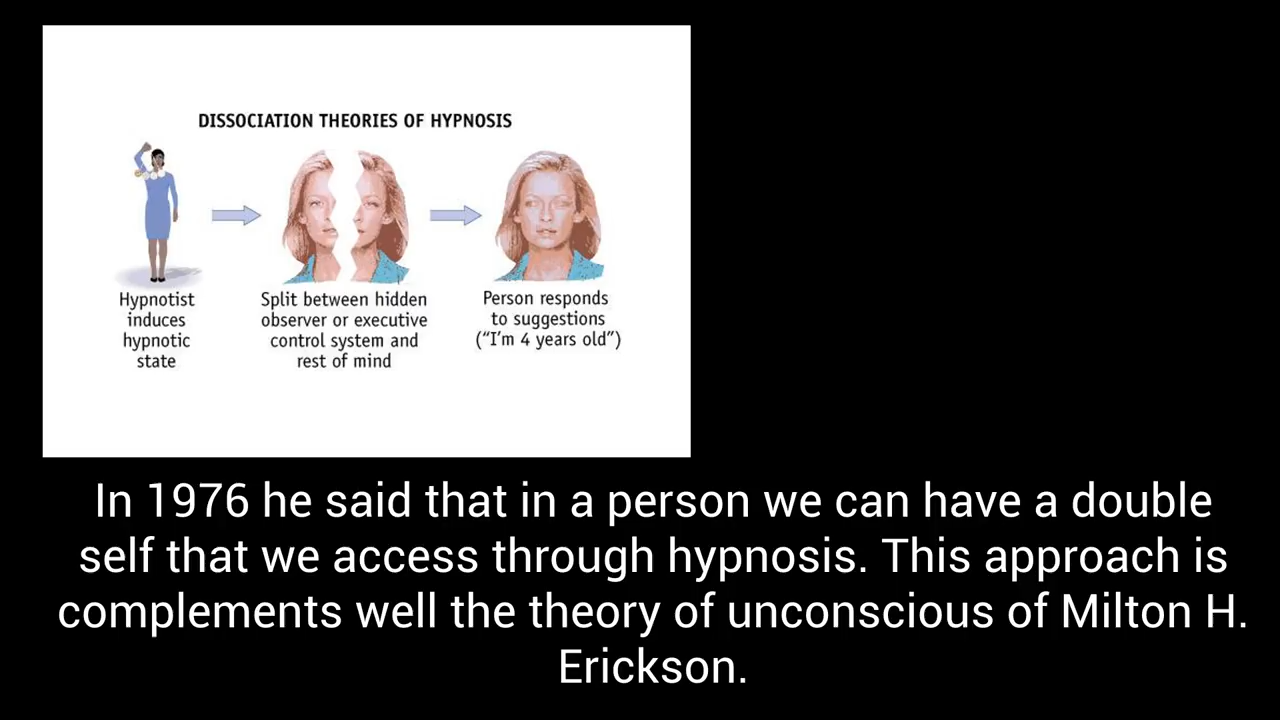 DISSOCIATION THEORIES OF HYPNOSIS
Hypnotist
induces
hypnotic
state
Split between hidden
observer or executive
control system and
rest of mind
Person responds
to suggestions
(“I’m 4 years old”)
In 1976 he said that in a person we can have a double
self that we access through hypnosis. This approach is
complements well the theory of unconscious of Milton H.
Erickson.